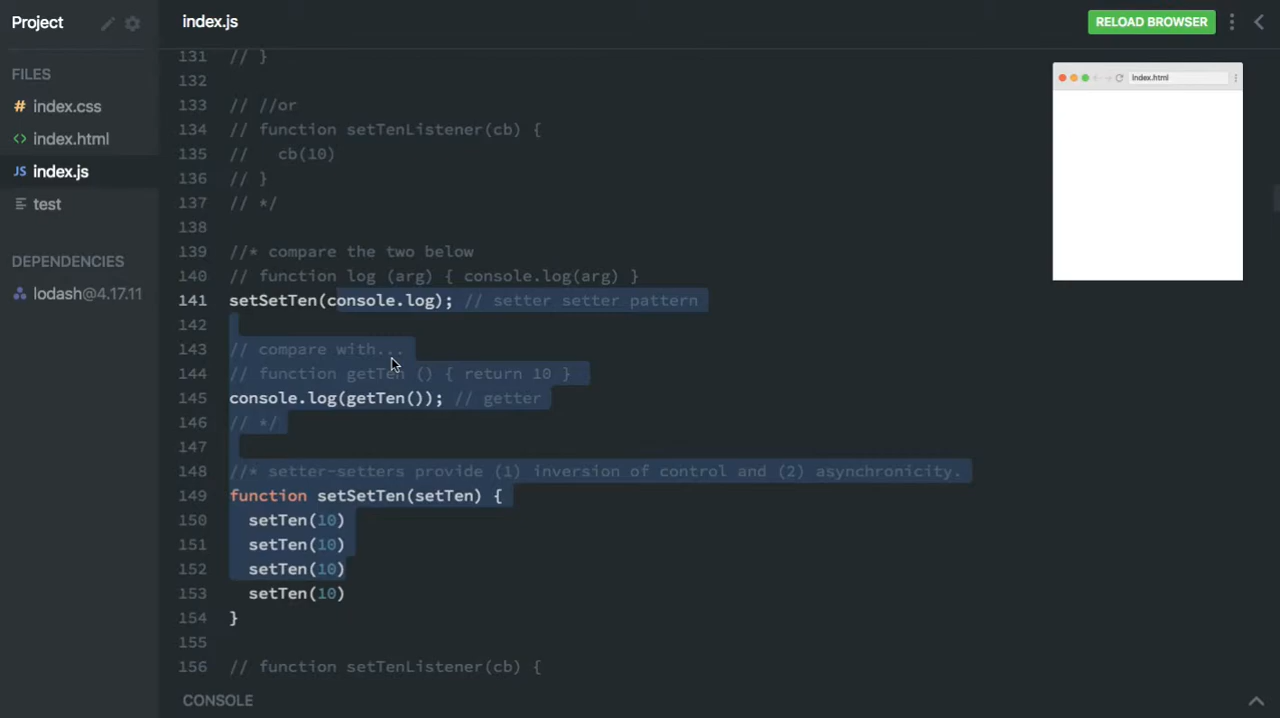 Project
index.js
RELOAD BROWSER
FILES
# index.css
<> index.html
JS index.js
test
DEPENDENCIES
lodash@4.17.11
131 // }
132
133 // //or
134 // function setTenListener(cb) {
135 //   cb(10)
136 // }
137 // */
138
139 //* compare the two below
140 // function log (arg) { console.log(arg) }
141 setSetTen(console.log); // setter setter pattern
142
143 // compare with...
144 // function getTen () { return 10 }
145 console.log(getTen()); // getter
146 // */
147
148 //* setter-setters provide (1) inversion of control and (2) asynchronicity.
149 function setSetTen(setTen) {
150   setTen(10)
151   setTen(10)
152   setTen(10)
153   setTen(10)
154 }
155
156 // function setTenListener(cb) {
Index.html
CONSOLE